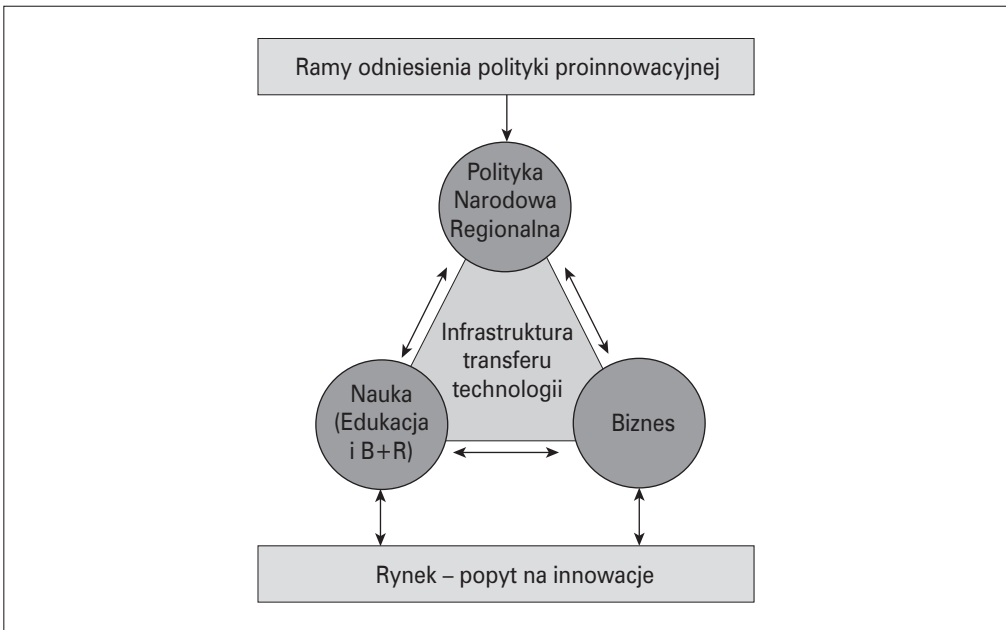 Ramy odniesienia polityki proinnowacyjnej
Polityka
Narodowa
Regionalna
Infrastruktura
transferu
technologii
Nauka
(Edukacja
i B+R)
Biznes
Rynek – popyt na innowacje